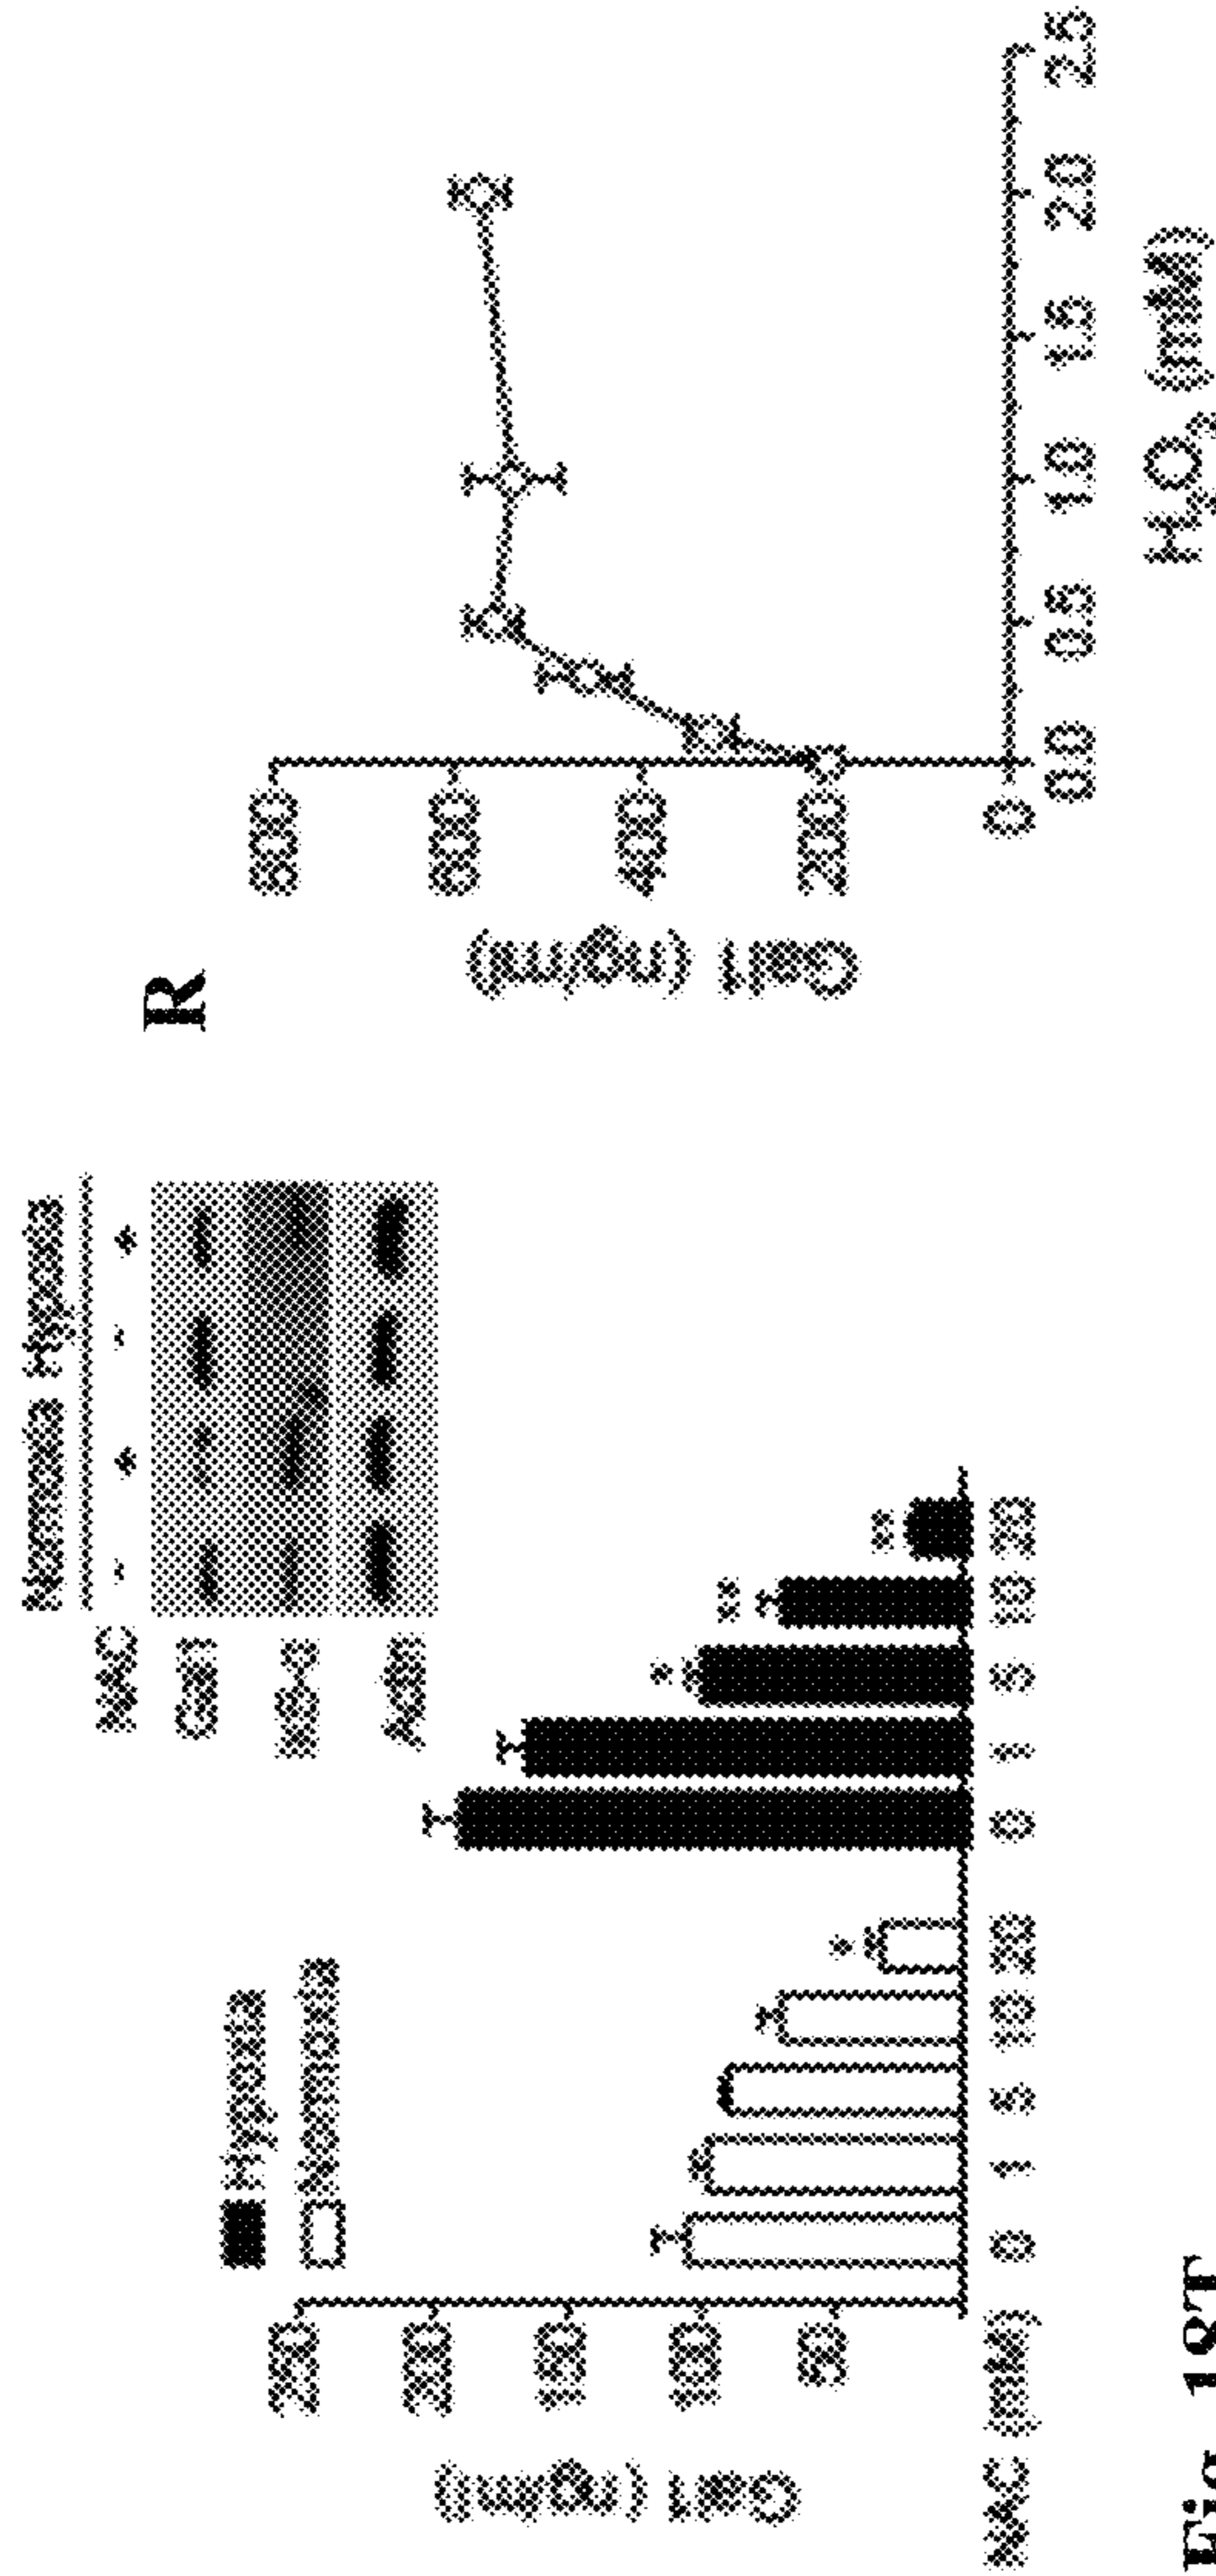 Hypoxia
Normoxia
Gal1 (ng/ml)
250
200
150
100
50
NAC (mM) 0 1 5 10 20 0 1 5 10 20
* * * ** **
Normoxia Hypoxia
NAC - + - +
Gal1
IκB-α
Actin
R
Gal1 (ng/ml)
800
600
400
200
0
0.0 0.5 1.0 1.5 2.0 2.5
H₂O₂ (mM)